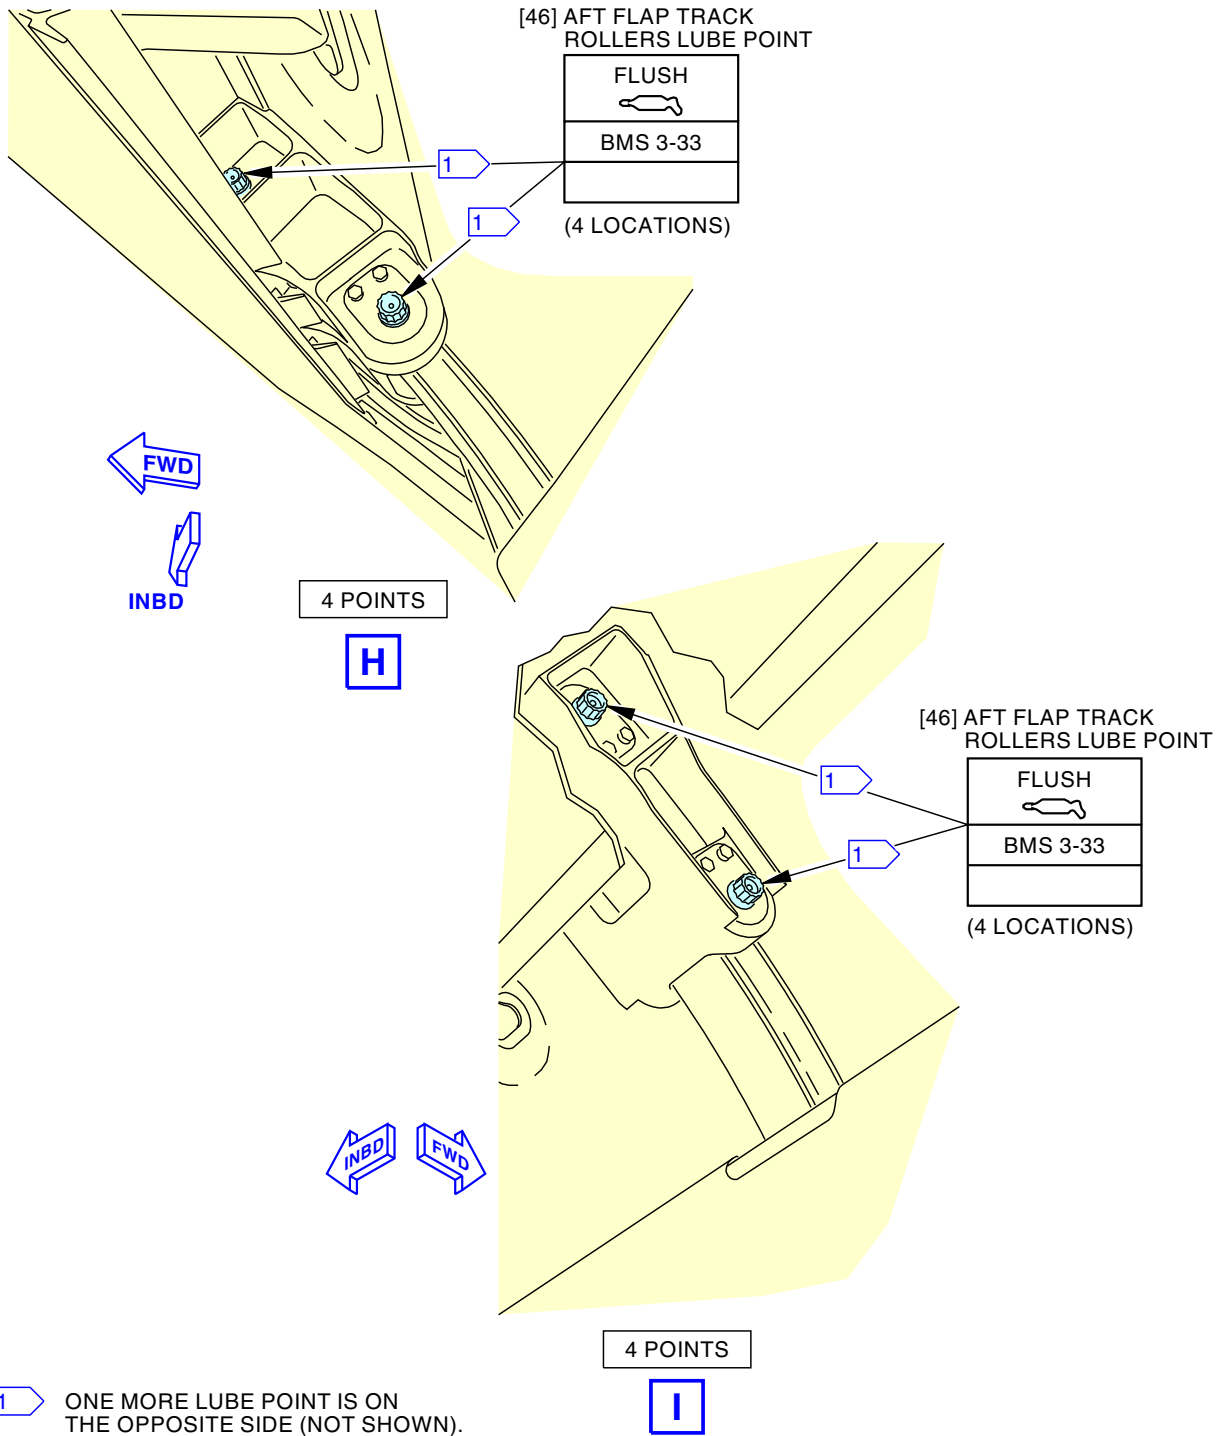 [46] AFT FLAP TRACK
ROLLERS LUBE POINT
FLUSH
BMS 3-33
(4 LOCATIONS)
1
1
FWD
INBD
4 POINTS
H
[46] AFT FLAP TRACK
ROLLERS LUBE POINT
FLUSH
BMS 3-33
(4 LOCATIONS)
1
1
INBD
FWD
4 POINTS
I
1 ONE MORE LUBE POINT IS ON
THE OPPOSITE SIDE (NOT SHOWN).